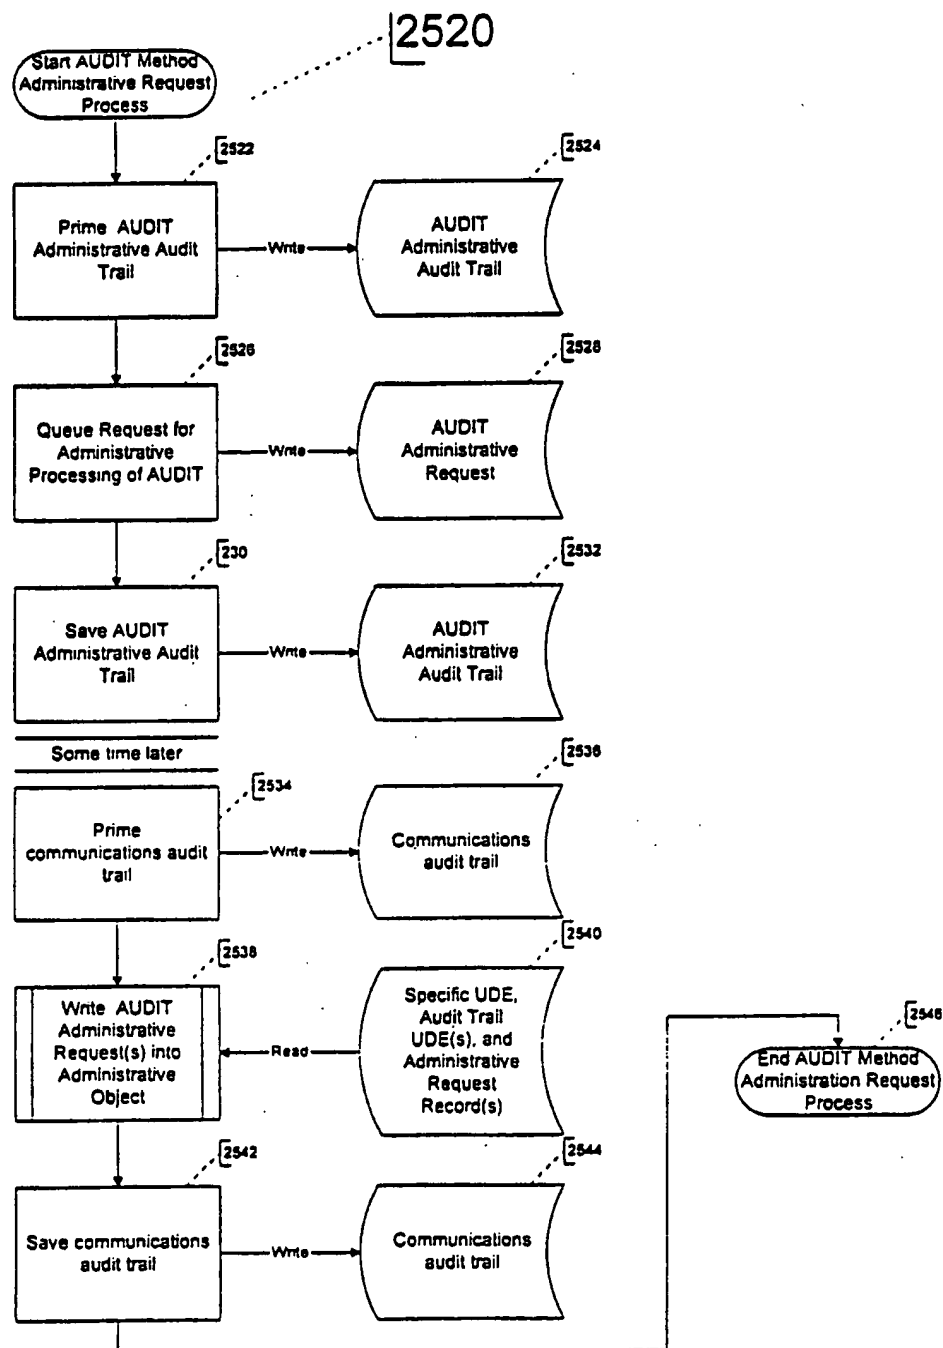 2520
Start AUDIT Method
Administrative Request
Process
2522
2524
Prime AUDIT
Administrative Audit
Trail
Write
AUDIT
Administrative
Audit Trail
2526
2528
Queue Request for
Administrative
Processing of AUDIT
Write
AUDIT
Administrative
Request
230
2532
Save AUDIT
Administrative Audit
Trail
Write
AUDIT
Administrative
Audit Trail
Some time later
2534
2536
Prime
communications audit
trail
Write
Communications
audit trail
2538
2540
Write AUDIT
Administrative
Request(s) into
Administrative
Object
Read
Specific UDE,
Audit Trail
UDE(s), and
Administrative
Request
Record(s)
2546
End AUDIT Method
Administration Request
Process
2542
2544
Save communications
audit trail
Write
Communications
audit trail